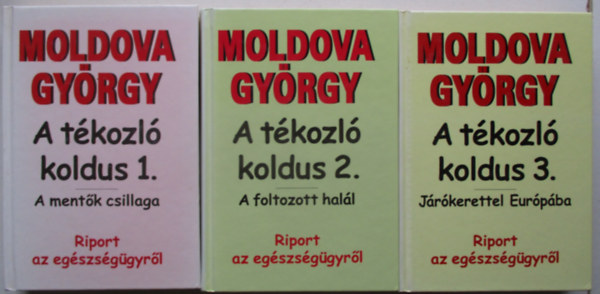 MOLDOVA
GYÖRGY
A tékozló
koldus 1.
A mentők csillaga
Riport
az egészségügyről
MOLDOVA
GYÖRGY
A tékozló
koldus 2.
A foltozott halál
Riport
az egészségügyről
MOLDOVA
GYÖRGY
A tékozló
koldus 3.
Járókerettel Európába
Riport
az egészségügyről